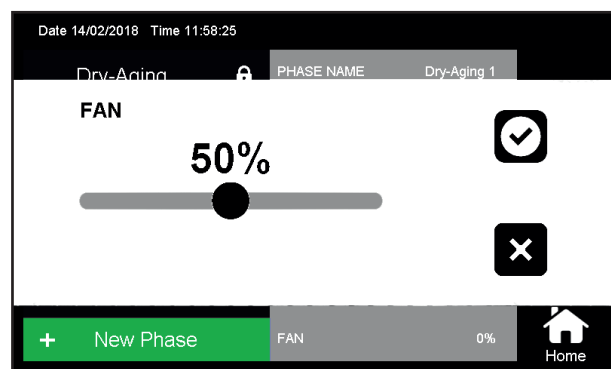 Date 14/02/2018 Time 11:58:25
Dry-Aging
PHASE NAME Dry-Aging 1
FAN
50%
+ New Phase
FAN 0%
Home